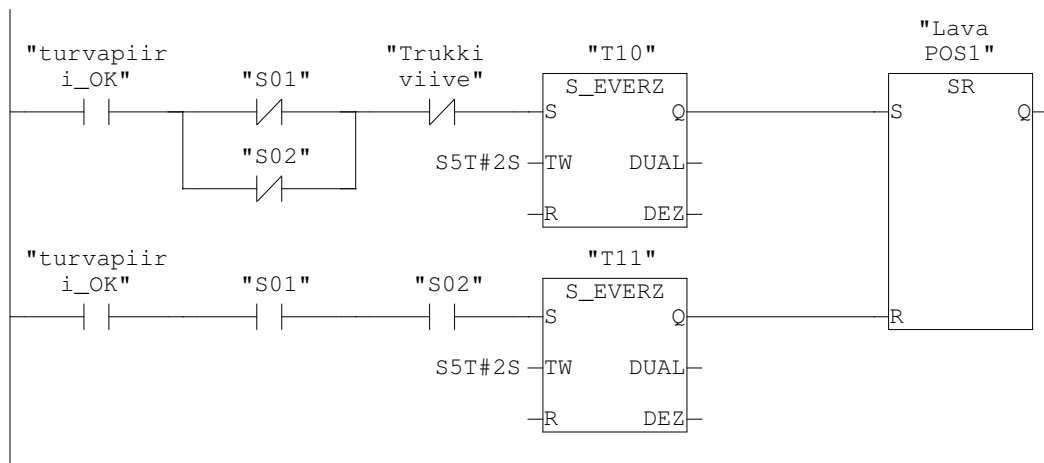 "Lava
POS1"
"turvapiir
i_OK"
"S01"
"Trukki
viive"
"T10"
S_EVERZ
SR
S
Q
S
Q
"S02"
S5T#2S
TW
DUAL
R
DEZ
"turvapiir
i_OK"
"S01"
"S02"
"T11"
S_EVERZ
S
Q
R
S5T#2S
TW
DUAL
R
DEZ